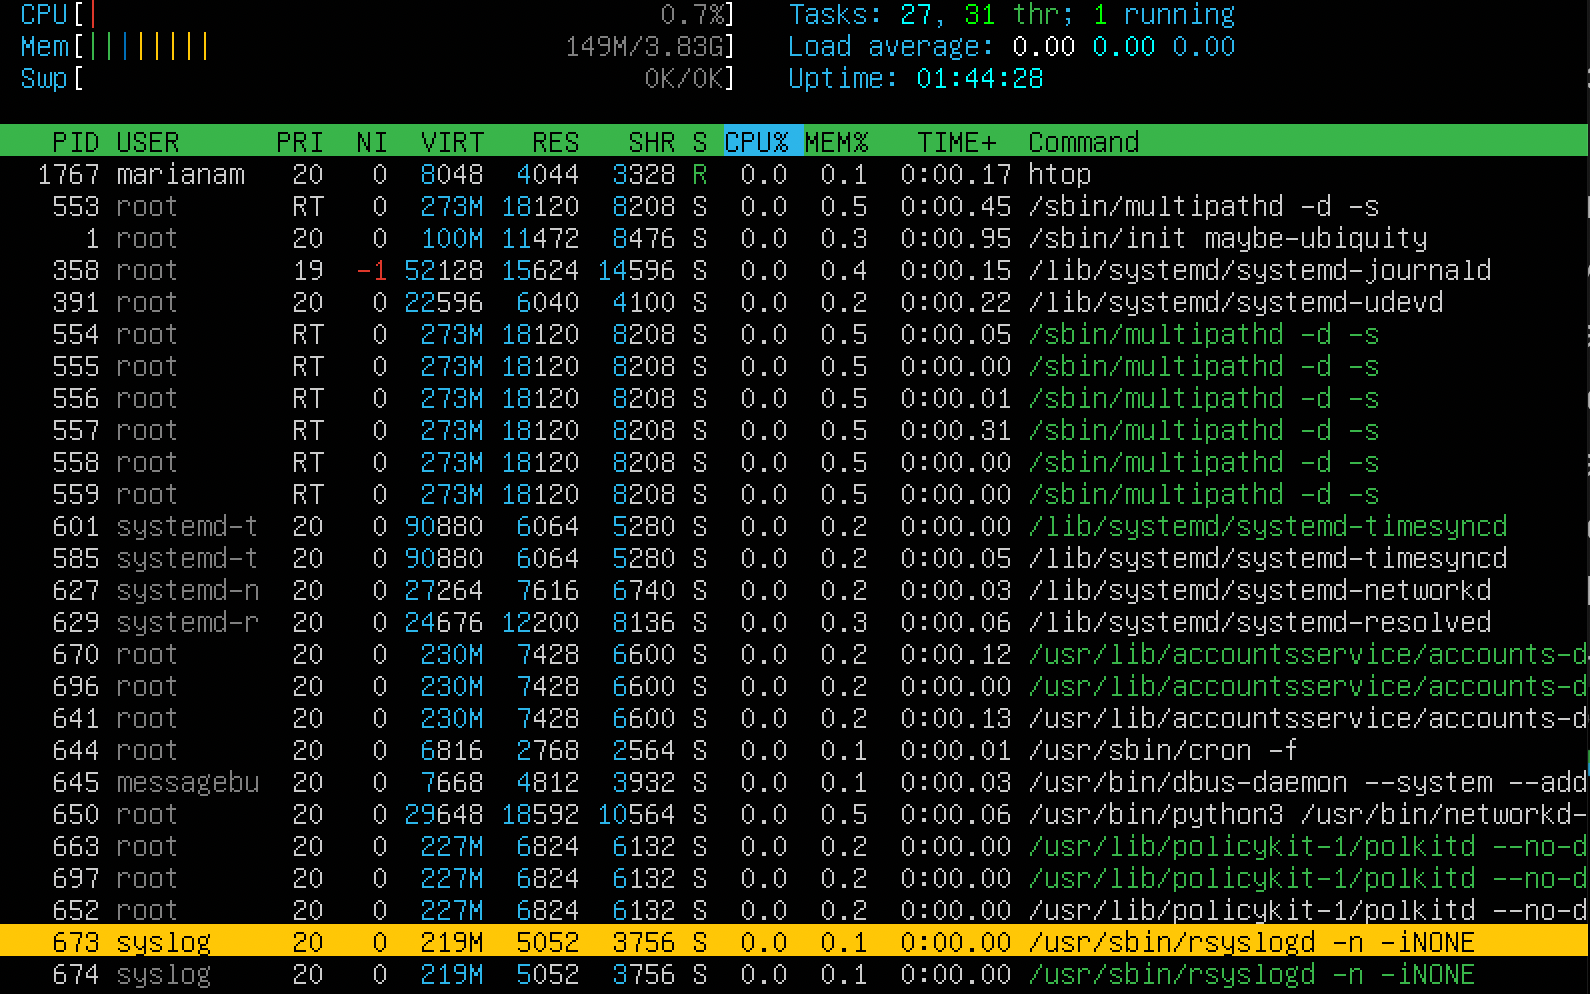 CPU[| 0.7%] Tasks: 27, 31 thr; 1 running
Mem[|||||||| 149M/3.83G] Load average: 0.00 0.00 0.00
Swp[ 0K/0K] Uptime: 01:44:28
PID USER PRI NI VIRT RES SHR S CPU% MEM% TIME+ Command
1767 marianam 20 0 8048 4044 3328 R 0.0 0.1 0:00.17 htop
553 root RT 0 273M 18120 8208 S 0.0 0.5 0:00.45 /sbin/multipathd -d -s
1 root 20 0 100M 11472 8476 S 0.0 0.3 0:00.95 /sbin/init maybe-ubiquity
358 root 19 -1 52128 15624 14596 S 0.0 0.4 0:00.15 /lib/systemd/systemd-journald
391 root 20 0 22596 6040 4100 S 0.0 0.2 0:00.22 /lib/systemd/systemd-udevd
554 root RT 0 273M 18120 8208 S 0.0 0.5 0:00.05 /sbin/multipathd -d -s
555 root RT 0 273M 18120 8208 S 0.0 0.5 0:00.00 /sbin/multipathd -d -s
556 root RT 0 273M 18120 8208 S 0.0 0.5 0:00.01 /sbin/multipathd -d -s
557 root RT 0 273M 18120 8208 S 0.0 0.5 0:00.31 /sbin/multipathd -d -s
558 root RT 0 273M 18120 8208 S 0.0 0.5 0:00.00 /sbin/multipathd -d -s
559 root RT 0 273M 18120 8208 S 0.0 0.5 0:00.00 /sbin/multipathd -d -s
601 systemd-t 20 0 90880 6064 5280 S 0.0 0.2 0:00.00 /lib/systemd/systemd-timesyncd
585 systemd-t 20 0 90880 6064 5280 S 0.0 0.2 0:00.05 /lib/systemd/systemd-timesyncd
627 systemd-n 20 0 27264 7616 6740 S 0.0 0.2 0:00.03 /lib/systemd/systemd-networkd
629 systemd-r 20 0 24676 12200 8136 S 0.0 0.3 0:00.06 /lib/systemd/systemd-resolved
670 root 20 0 230M 7428 6600 S 0.0 0.2 0:00.12 /usr/lib/accountsservice/accounts-d
696 root 20 0 230M 7428 6600 S 0.0 0.2 0:00.00 /usr/lib/accountsservice/accounts-d
641 root 20 0 230M 7428 6600 S 0.0 0.2 0:00.13 /usr/lib/accountsservice/accounts-d
644 root 20 0 6816 2768 2564 S 0.0 0.1 0:00.01 /usr/sbin/cron -f
645 messagebu 20 0 7668 4812 3932 S 0.0 0.1 0:00.03 /usr/bin/dbus-daemon --system --add
650 root 20 0 29648 18592 10564 S 0.0 0.5 0:00.06 /usr/bin/python3 /usr/bin/networkd-
663 root 20 0 227M 6824 6132 S 0.0 0.2 0:00.00 /usr/lib/policykit-1/polkitd --no-d
697 root 20 0 227M 6824 6132 S 0.0 0.2 0:00.00 /usr/lib/policykit-1/polkitd --no-d
652 root 20 0 227M 6824 6132 S 0.0 0.2 0:00.00 /usr/lib/policykit-1/polkitd --no-d
673 syslog 20 0 219M 5052 3756 S 0.0 0.1 0:00.00 /usr/sbin/rsyslogd -n -iNONE
674 syslog 20 0 219M 5052 3756 S 0.0 0.1 0:00.00 /usr/sbin/rsyslogd -n -iNONE